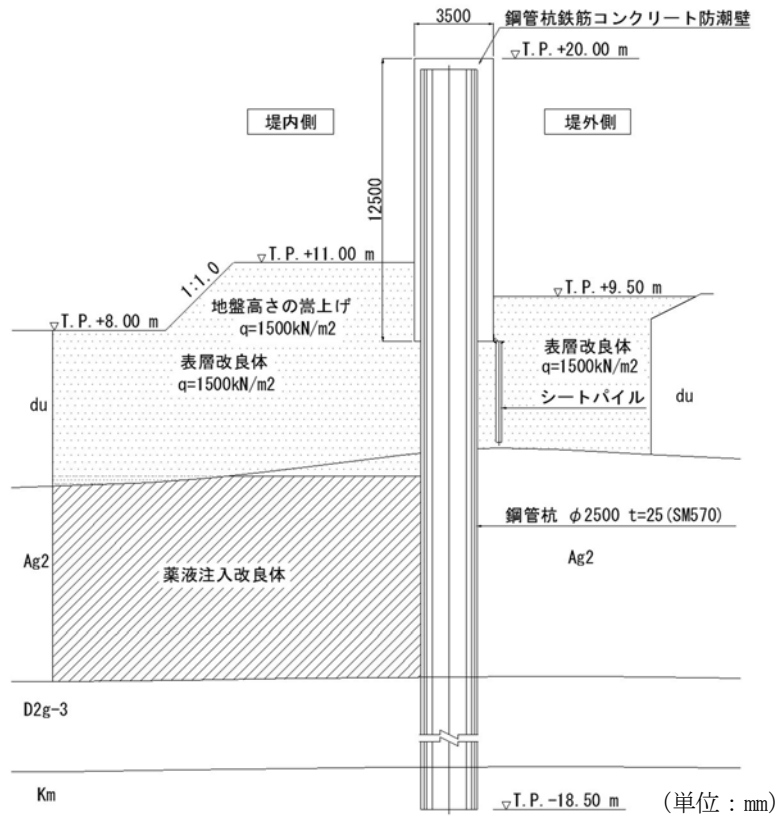 3500
鋼管杭鉄筋コンクリート防潮壁
▽T.P.+20.00 m
堤内側
堤外側
12500
▽T.P.+11.00 m
1:1.0
▽T.P.+9.50 m
地盤高さの嵩上げ
q=1500kN/m2
▽T.P.+8.00 m
表層改良体
q=1500kN/m2
表層改良体
q=1500kN/m2
シートパイル
du
du
鋼管杭 φ2500 t=25(SM570)
Ag2
Ag2
薬液注入改良体
D2g-3
Km
▽T.P.-18.50 m
(単位：mm)